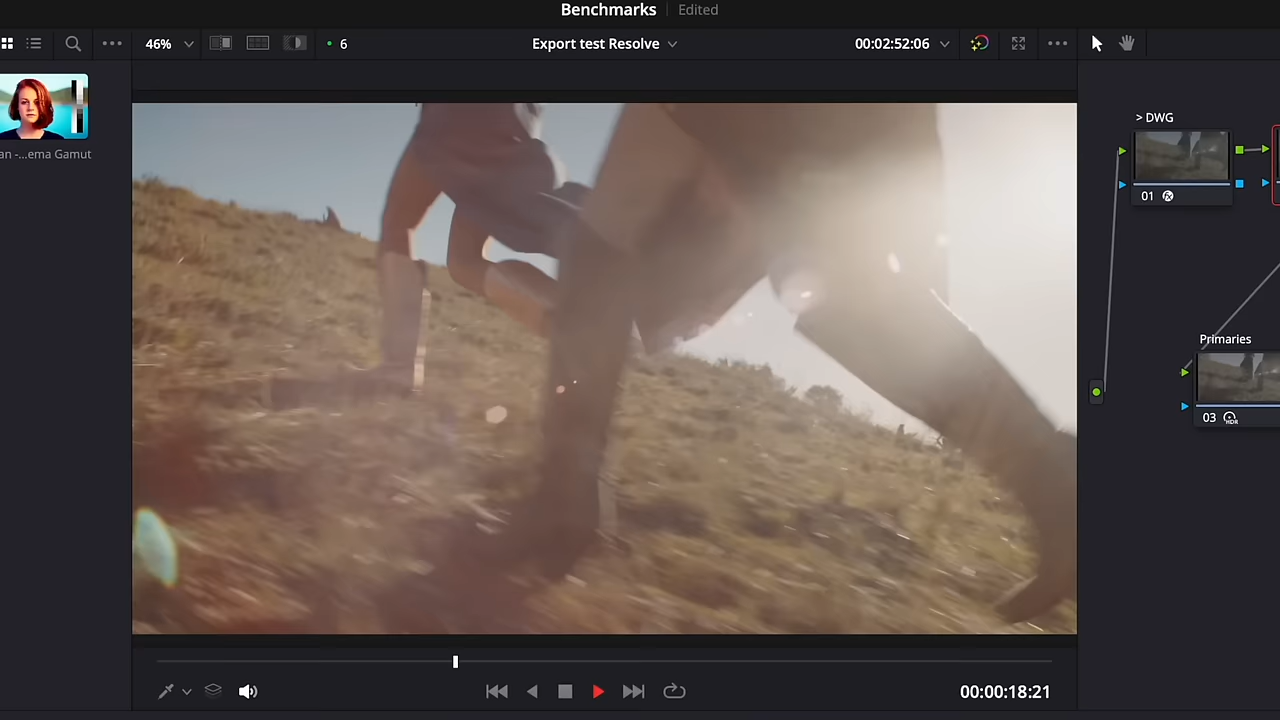 Benchmarks Edited
46%
6
Export test Resolve
00:02:52:06
an -...ema Gamut
> DWG
01
Primaries
03
HDR
00:00:18:21